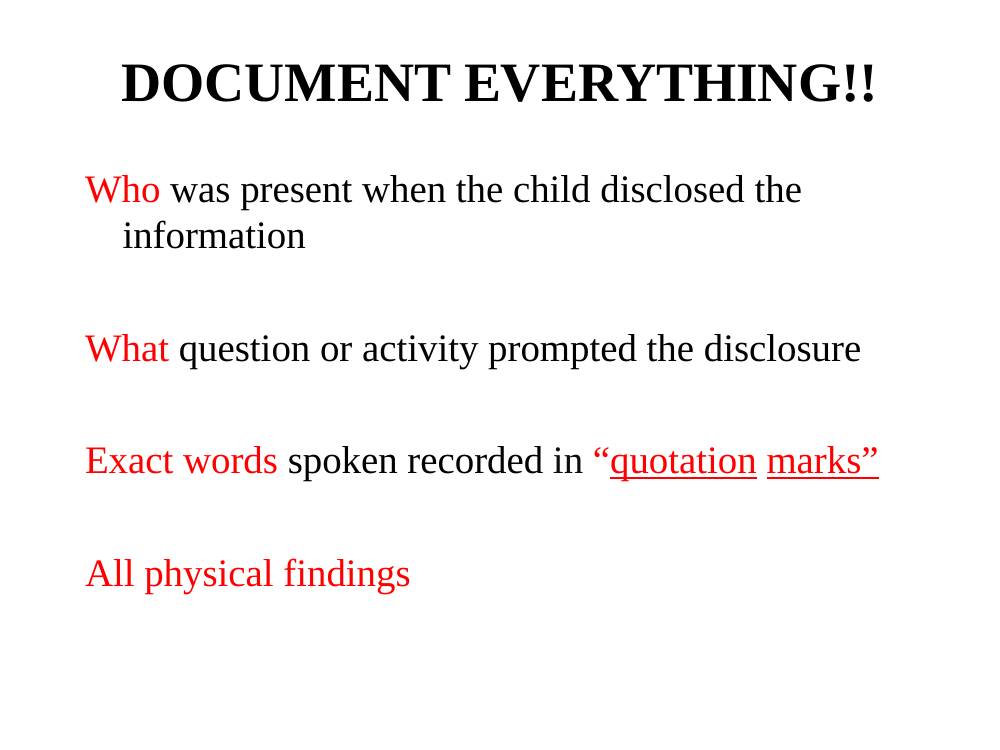 DOCUMENT EVERYTHING!!
Who was present when the child disclosed the
information
What question or activity prompted the disclosure
Exact words spoken recorded in “quotation marks”
All physical findings